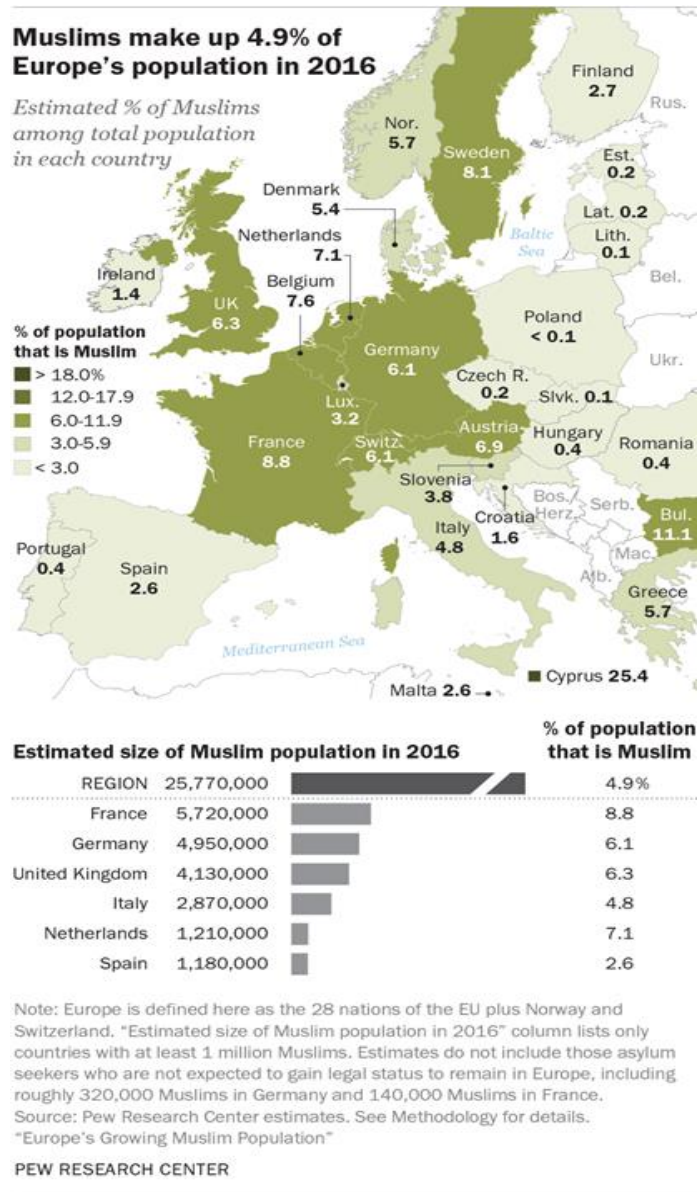 Muslims make up 4.9% of
Europe's population in 2016
Estimated % of Muslims
among total population
in each country
Finland
2.7
Rus.
Nor.
5.7
Sweden
8.1
Est.
0.2
Denmark
5.4
Lat. 0.2
Netherlands
7.1
Baltic
Sea
Lith.
0.1
Ireland
1.4
Belgium
7.6
Bel.
UK
6.3
Poland
< 0.1
% of population
that is Muslim
> 18.0%
12.0-17.9
6.0-11.9
3.0-5.9
< 3.0
Germany
6.1
Ukr.
Czech R.
0.2
Slvk. 0.1
Lux.
3.2
France
8.8
Switz.
6.1
Austria
6.9
Hungary
0.4
Romania
0.4
Slovenia
3.8
Bos./
Herz.
Serb.
Bul.
11.1
Croatia
1.6
Italy
4.8
Portugal
0.4
Spain
2.6
Mac.
Alb.
Greece
5.7
Mediterranean Sea
Cyprus 25.4
Malta 2.6
Estimated size of Muslim population in 2016
% of population
that is Muslim
REGION 25,770,000 4.9%
France 5,720,000 8.8
Germany 4,950,000 6.1
United Kingdom 4,130,000 6.3
Italy 2,870,000 4.8
Netherlands 1,210,000 7.1
Spain 1,180,000 2.6
Note: Europe is defined here as the 28 nations of the EU plus Norway and
Switzerland. "Estimated size of Muslim population in 2016" column lists only
countries with at least 1 million Muslims. Estimates do not include those asylum
seekers who are not expected to gain legal status to remain in Europe, including
roughly 320,000 Muslims in Germany and 140,000 Muslims in France.
Source: Pew Research Center estimates. See Methodology for details.
"Europe's Growing Muslim Population"
PEW RESEARCH CENTER